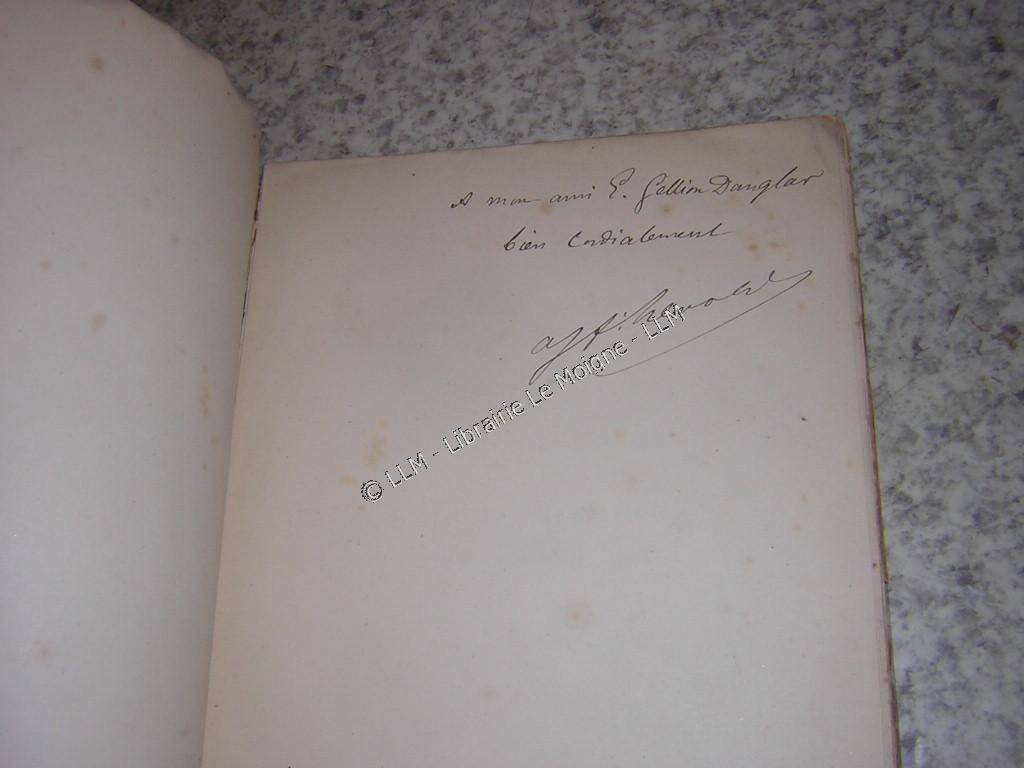 A mon ami E. Gellion Danglar
bien cordialement
© LLM - Librairie Le Moigne - LLM